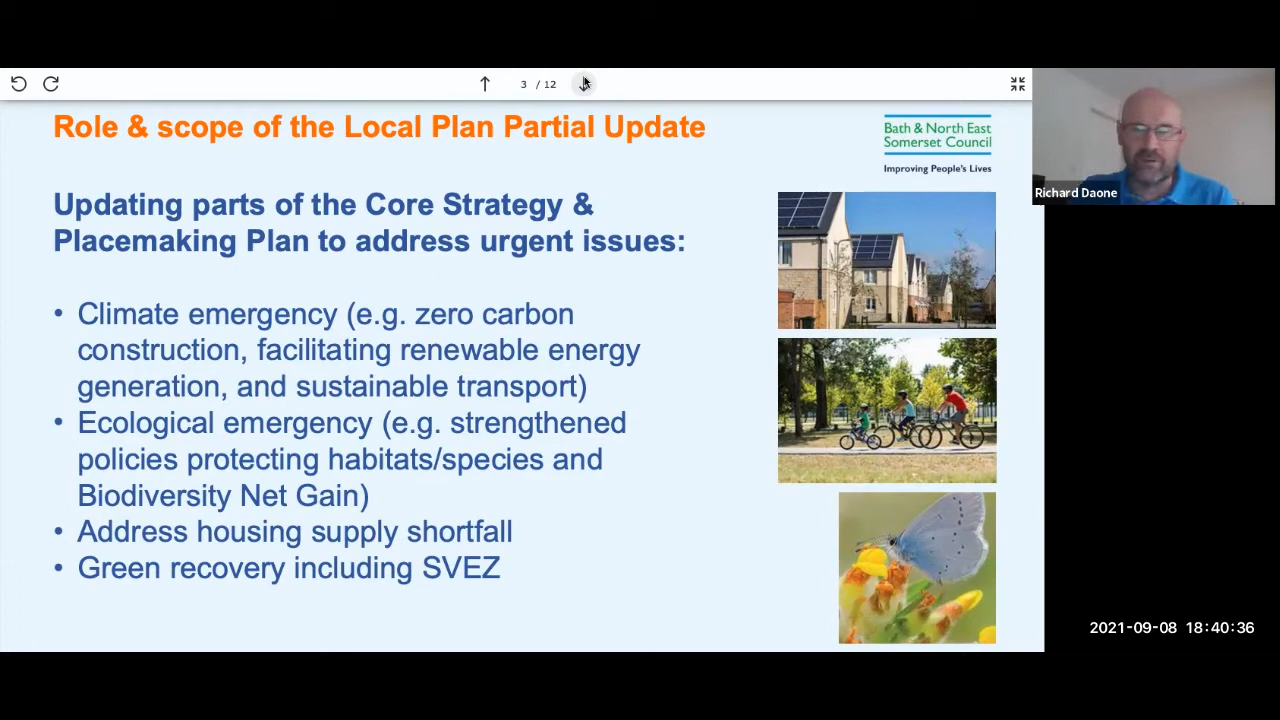 3 / 12
Role & scope of the Local Plan Partial Update
Bath & North East
Somerset Council
Improving People's Lives
Richard Daone
Updating parts of the Core Strategy &
Placemaking Plan to address urgent issues:
• Climate emergency (e.g. zero carbon
construction, facilitating renewable energy
generation, and sustainable transport)
• Ecological emergency (e.g. strengthened
policies protecting habitats/species and
Biodiversity Net Gain)
• Address housing supply shortfall
• Green recovery including SVEZ
2021-09-08 18:40:36